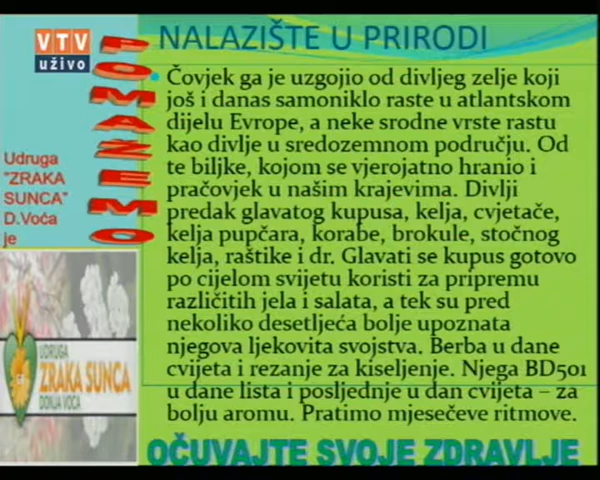 VTV
uživo
POMAŽEMO
Udruga
"ZRAKA
SUNCA"
D.Voća
je
UDRUGA
ZRAKA SUNCA
DONJA VOĆA
NALAZIŠTE U PRIRODI
Čovjek ga je uzgojio od divljeg zelje koji
još i danas samoniklo raste u atlantskom
dijelu Evrope, a neke srodne vrste rastu
kao divlje u sredozemnom području. Od
te biljke, kojom se vjerojatno hranio i
pračovjek u našim krajevima. Divlji
predak glavatog kupusa, kelja, cvjetače,
kelja pupčara, korabe, brokule, stočnog
kelja, raštike i dr. Glavati se kupus gotovo
po cijelom svijetu koristi za pripremu
različitih jela i salata, a tek su pred
nekoliko desetljeća bolje upoznata
njegova ljekovita svojstva. Berba u dane
cvijeta i rezanje za kiseljenje. Njega BD501
u dane lista i posljednje u dan cvijeta – za
bolju aromu. Pratimo mjesečeve ritmove.
OČUVAJTE SVOJE ZDRAVLJE